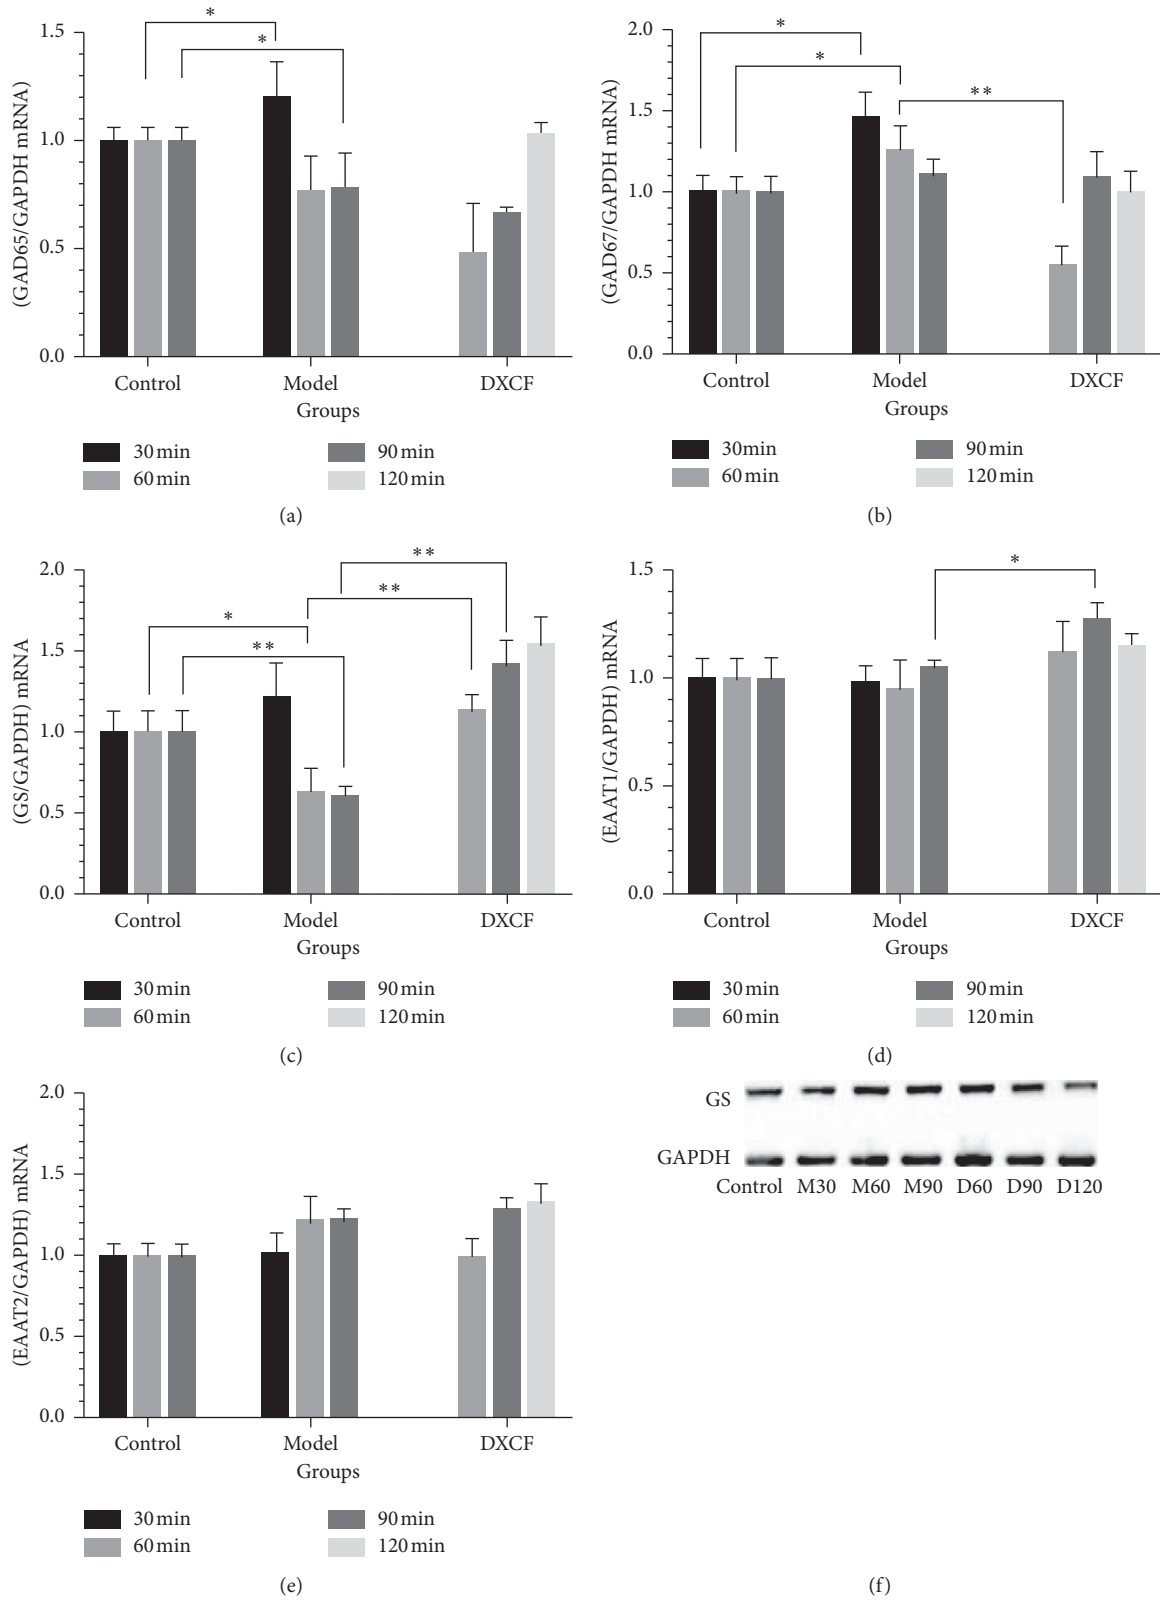 (GAD65/GAPDH mRNA)
1.5
1.0
0.5
0.0
*
*
Control Model DXCF
Groups
30 min 90 min
60 min 120 min
(a)
(GAD67/GAPDH mRNA)
2.0
1.5
1.0
0.5
0.0
*
*
**
Control Model DXCF
Groups
30 min 90 min
60 min 120 min
(b)
(GS/GAPDH) mRNA
2.0
1.5
1.0
0.5
0.0
**
**
*
**
Control Model DXCF
Groups
30 min 90 min
60 min 120 min
(c)
(EAAT1/GAPDH) mRNA
1.5
1.0
0.5
0.0
*
Control Model DXCF
Groups
30 min 90 min
60 min 120 min
(d)
(EAAT2/GAPDH) mRNA
2.0
1.5
1.0
0.5
0.0
Control Model DXCF
Groups
30 min 90 min
60 min 120 min
(e)
GS
GAPDH
Control M30 M60 M90 D60 D90 D120
(f)